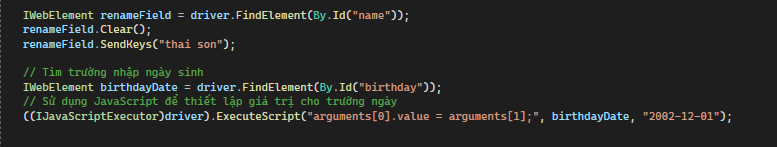 IWebElement renameField = driver.FindElement(By.Id("name"));
renameField.Clear();
renameField.SendKeys("thai son");
// Tìm trường nhập ngày sinh
IWebElement birthdayDate = driver.FindElement(By.Id("birthday"));
// Sử dụng JavaScript để thiết lập giá trị cho trường ngày
((IJavaScriptExecutor)driver).ExecuteScript("arguments[0].value = arguments[1];", birthdayDate, "2002-12-01");